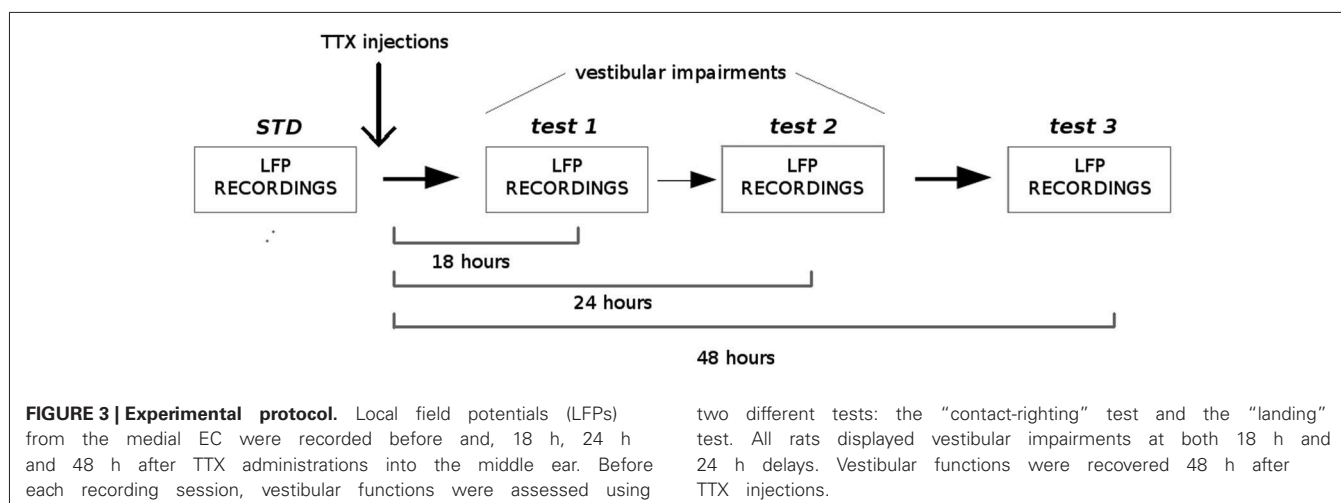 TTX injections
vestibular impairments
STD
test 1
test 2
test 3
LFP
RECORDINGS
LFP
RECORDINGS
LFP
RECORDINGS
LFP
RECORDINGS
18 hours
24 hours
48 hours
FIGURE 3 | Experimental protocol. Local field potentials (LFPs)
from the medial EC were recorded before and, 18 h, 24 h
and 48 h after TTX administrations into the middle ear. Before
each recording session, vestibular functions were assessed using
two different tests: the “contact-righting” test and the “landing”
test. All rats displayed vestibular impairments at both 18 h and
24 h delays. Vestibular functions were recovered 48 h after
TTX injections.